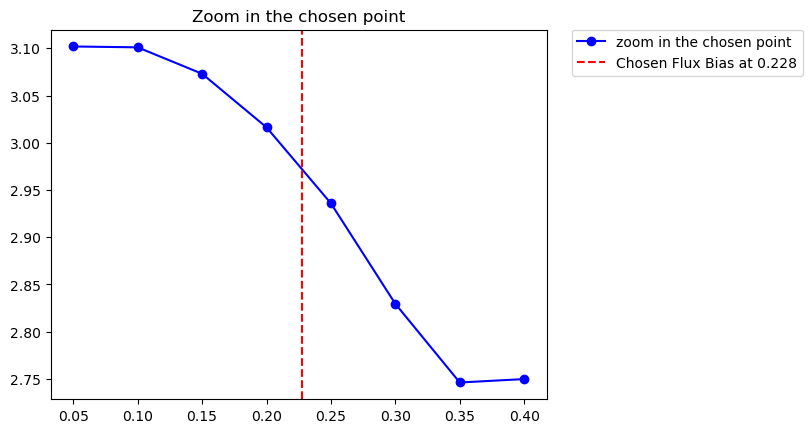 Zoom in the chosen point
zoom in the chosen point
Chosen Flux Bias at 0.228
3.10
3.05
3.00
2.95
2.90
2.85
2.80
2.75
0.05 0.10 0.15 0.20 0.25 0.30 0.35 0.40